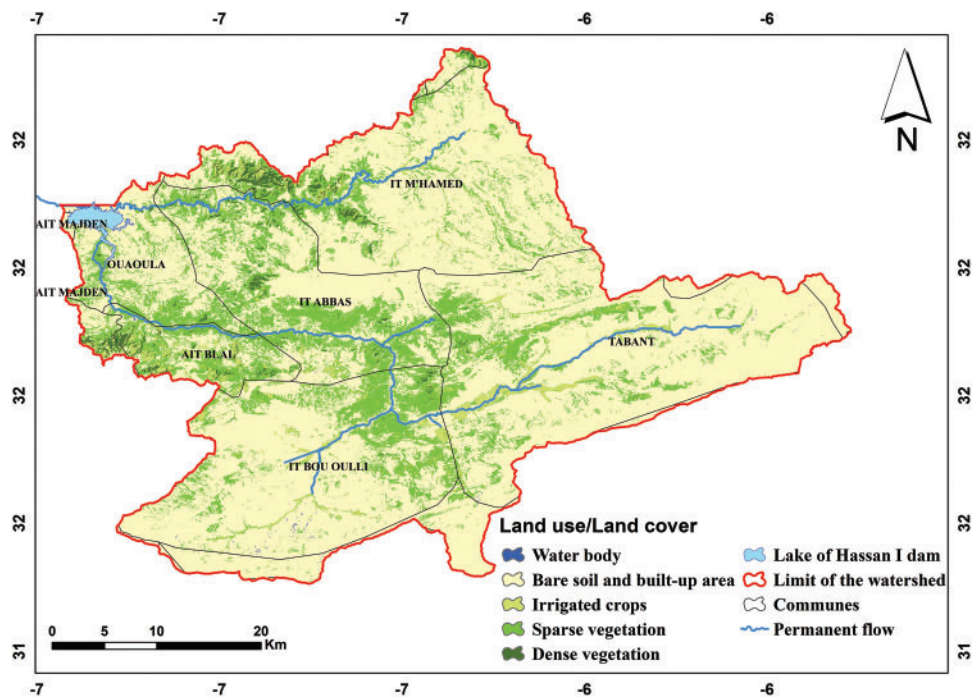 -7 -7 -6 -6
32 32
N
IT M'HAMED
AIT MAJDEN
OUAOULA
32 32
AIT MAJDEN
IT ABBAS
TABANT
AIT BLAL
32 32
IT BOU OULLI
32 32
Land use/Land cover
Water body
Bare soil and built-up area
Irrigated crops
Sparse vegetation
Dense vegetation
Lake of Hassan I dam
Limit of the watershed
Communes
Permanent flow
0 5 10 20
Km
31 31
-7 -7 -6 -6